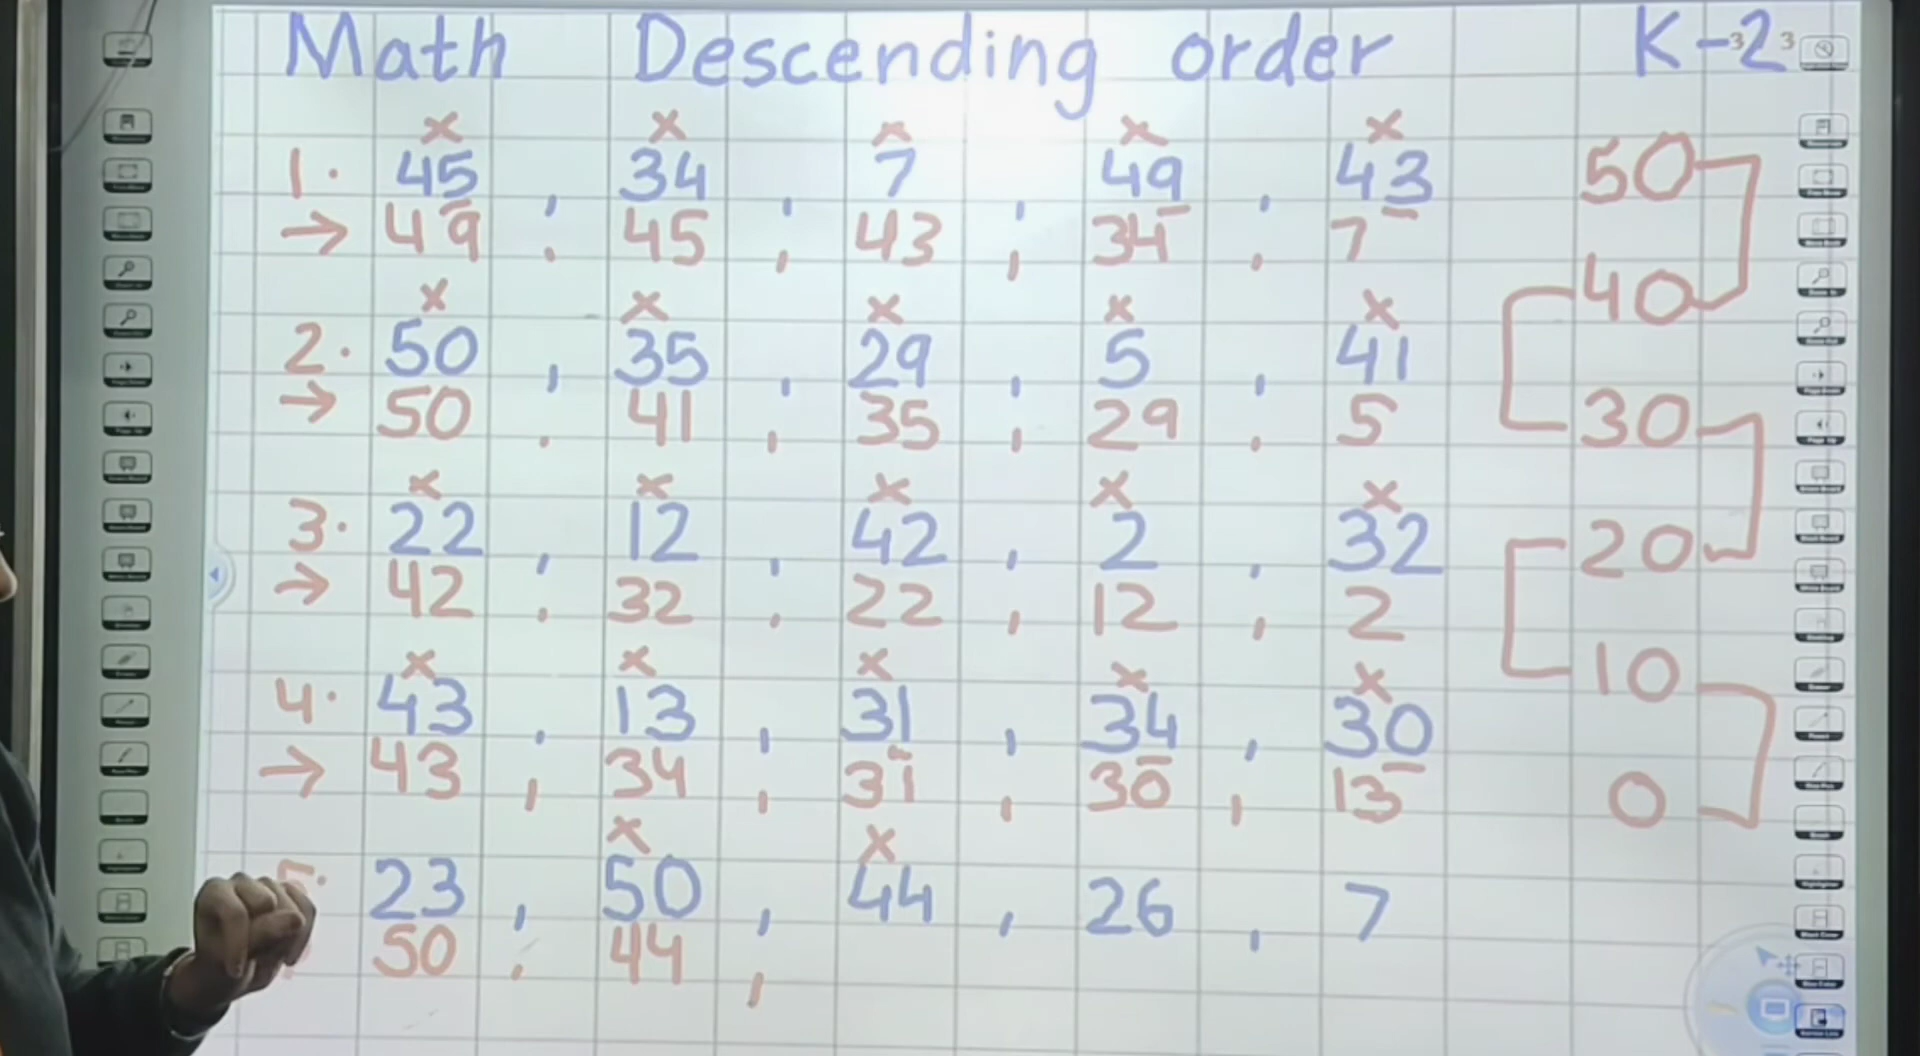 Math Descending order K-2
1. 45 , 34 , 7 , 49 , 43
→ 49 , 45 , 43 , 34 , 7
2. 50 , 35 , 29 , 5 , 41
→ 50 , 41 , 35 , 29 , 5
3. 22 , 12 , 42 , 2 , 32
→ 42 , 32 , 22 , 12 , 2
4. 43 , 13 , 31 , 34 , 30
→ 43 , 34 , 31 , 30 , 13
5. 23 , 50 , 44 , 26 , 7
50 , 44 ,
50
40
30
20
10
0